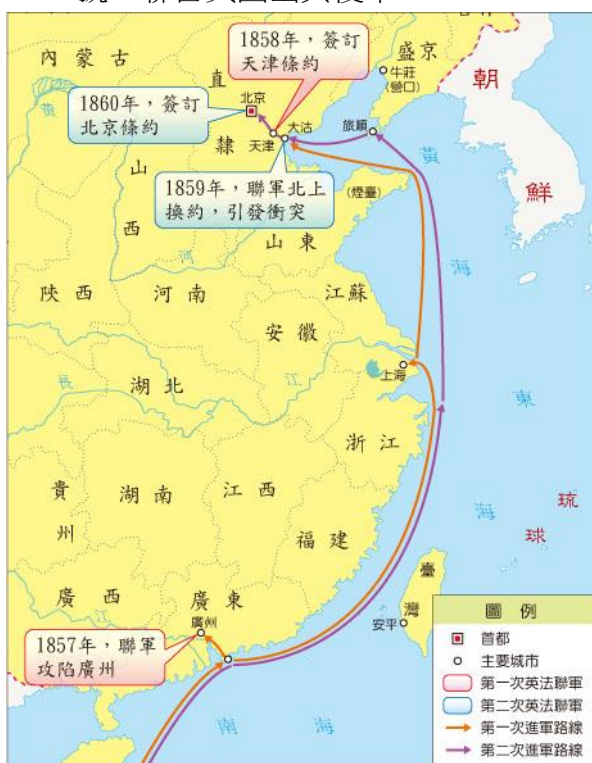 內蒙古
盛京
牛莊
(營口)
1858年，簽訂
天津條約
直
隸
朝
鮮
1860年，簽訂
北京條約
北京
天津
大沽
旅順
黃
海
黃
河
1859年，聯軍北上
換約，引發衝突
(煙臺)
山
西
山東
陝西
河南
江蘇
安徽
上海
湖北
長
江
浙江
東
海
貴
州
湖南
江西
福建
琉
球
廣西
廣東
廣州
臺
灣
安平
1857年，聯軍
攻陷廣州
南海
圖例
首都
主要城市
第一次英法聯軍
第二次英法聯軍
第一次進軍路線
第二次進軍路線